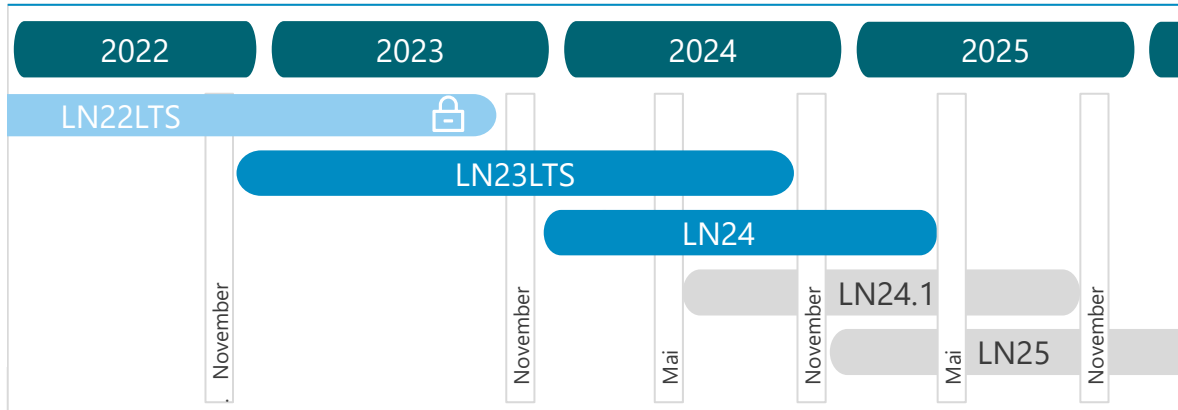 2022
2023
2024
2025
LN22LTS
LN23LTS
LN24
LN24.1
LN25
November
.
November
Mai
November
Mai
November